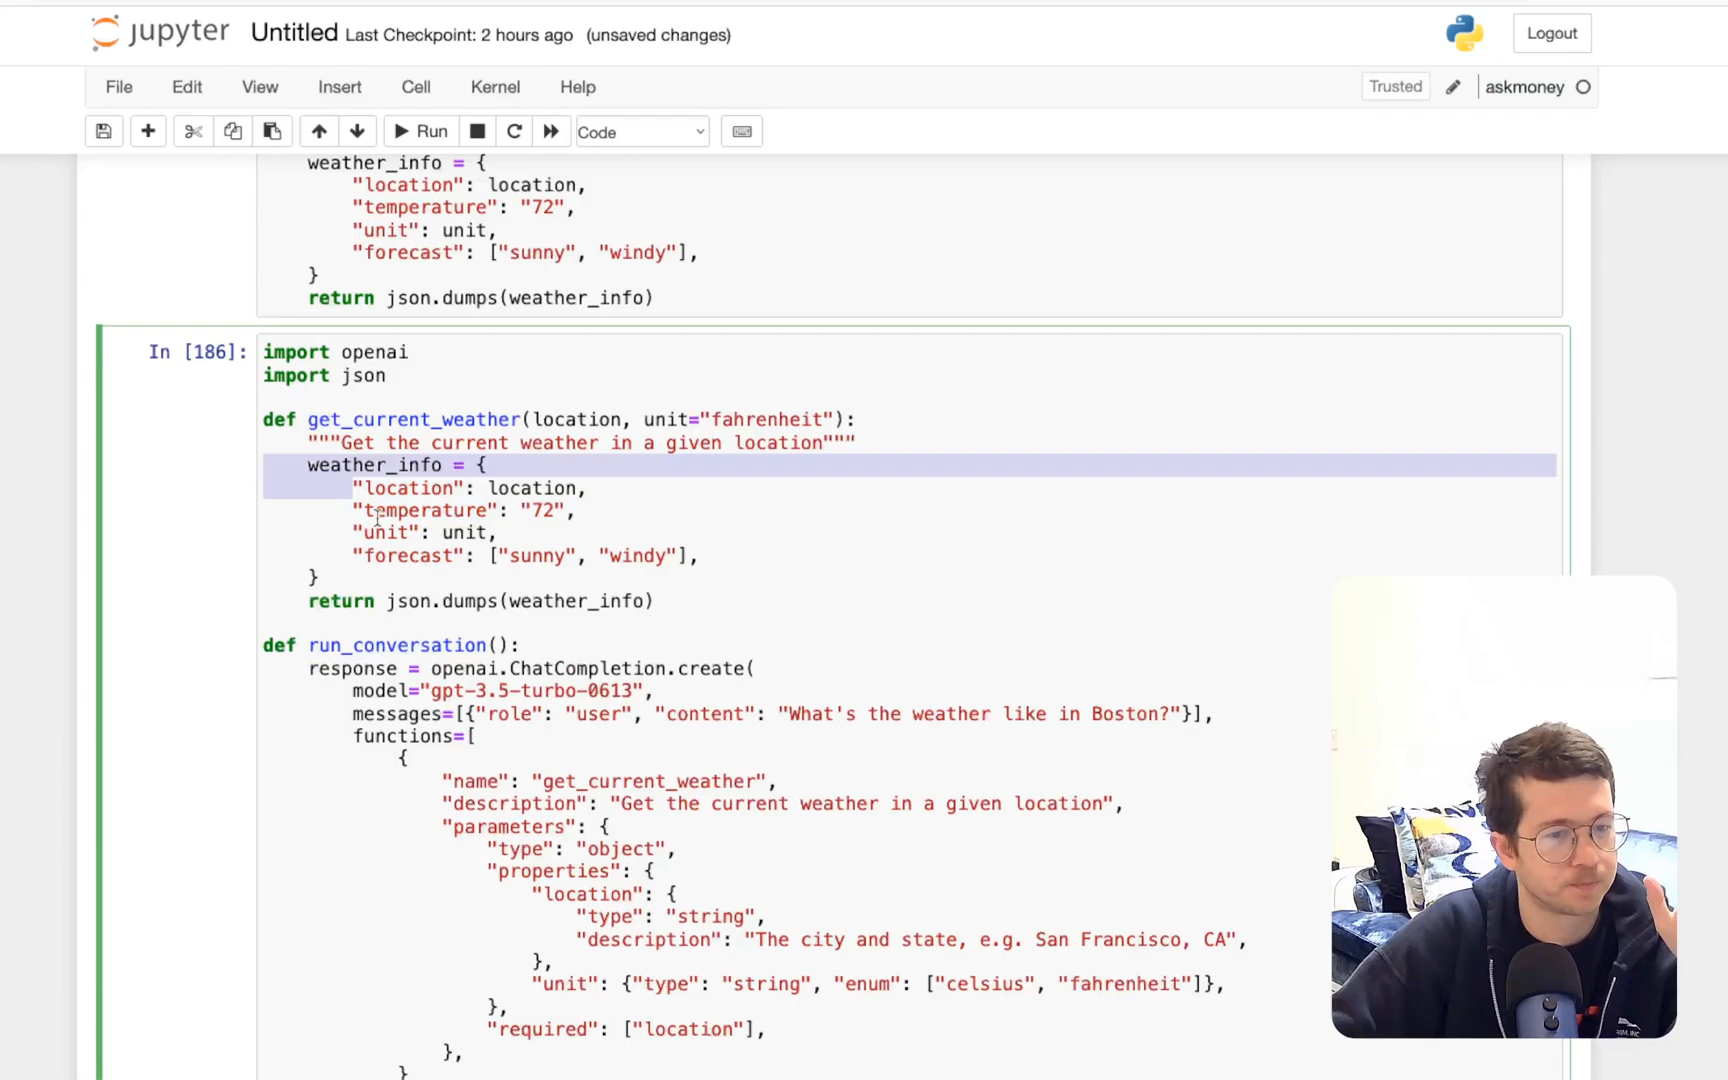 jupyter Untitled Last Checkpoint: 2 hours ago (unsaved changes) Logout
File Edit View Insert Cell Kernel Help Trusted askmoney
Run Code
weather_info = {
"location": location,
"temperature": "72",
"unit": unit,
"forecast": ["sunny", "windy"],
}
return json.dumps(weather_info)
In [186]: import openai
import json
def get_current_weather(location, unit="fahrenheit"):
"""Get the current weather in a given location"""
weather_info = {
"location": location,
"temperature": "72",
"unit": unit,
"forecast": ["sunny", "windy"],
}
return json.dumps(weather_info)
def run_conversation():
response = openai.ChatCompletion.create(
model="gpt-3.5-turbo-0613",
messages=[{"role": "user", "content": "What's the weather like in Boston?"}],
functions=[
{
"name": "get_current_weather",
"description": "Get the current weather in a given location",
"parameters": {
"type": "object",
"properties": {
"location": {
"type": "string",
"description": "The city and state, e.g. San Francisco, CA",
},
"unit": {"type": "string", "enum": ["celsius", "fahrenheit"]},
},
"required": ["location"],
},
}